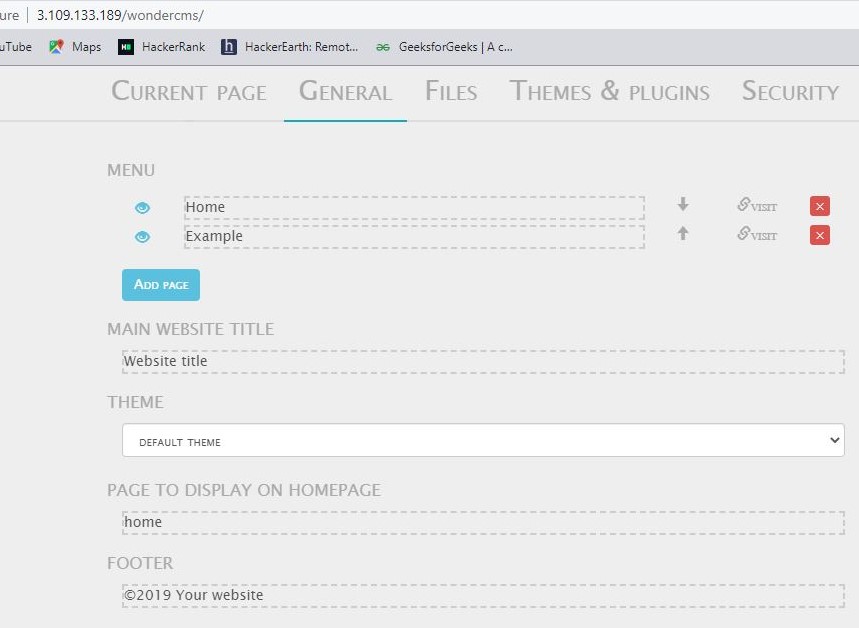 ure 3.109.133.189/wondercms/
uTube Maps HackerRank HackerEarth: Remot... GeeksforGeeks | A c...
Current page General Files Themes & plugins Security
MENU
Home visit
Example visit
Add page
MAIN WEBSITE TITLE
Website title
THEME
default theme
PAGE TO DISPLAY ON HOMEPAGE
home
FOOTER
©2019 Your website